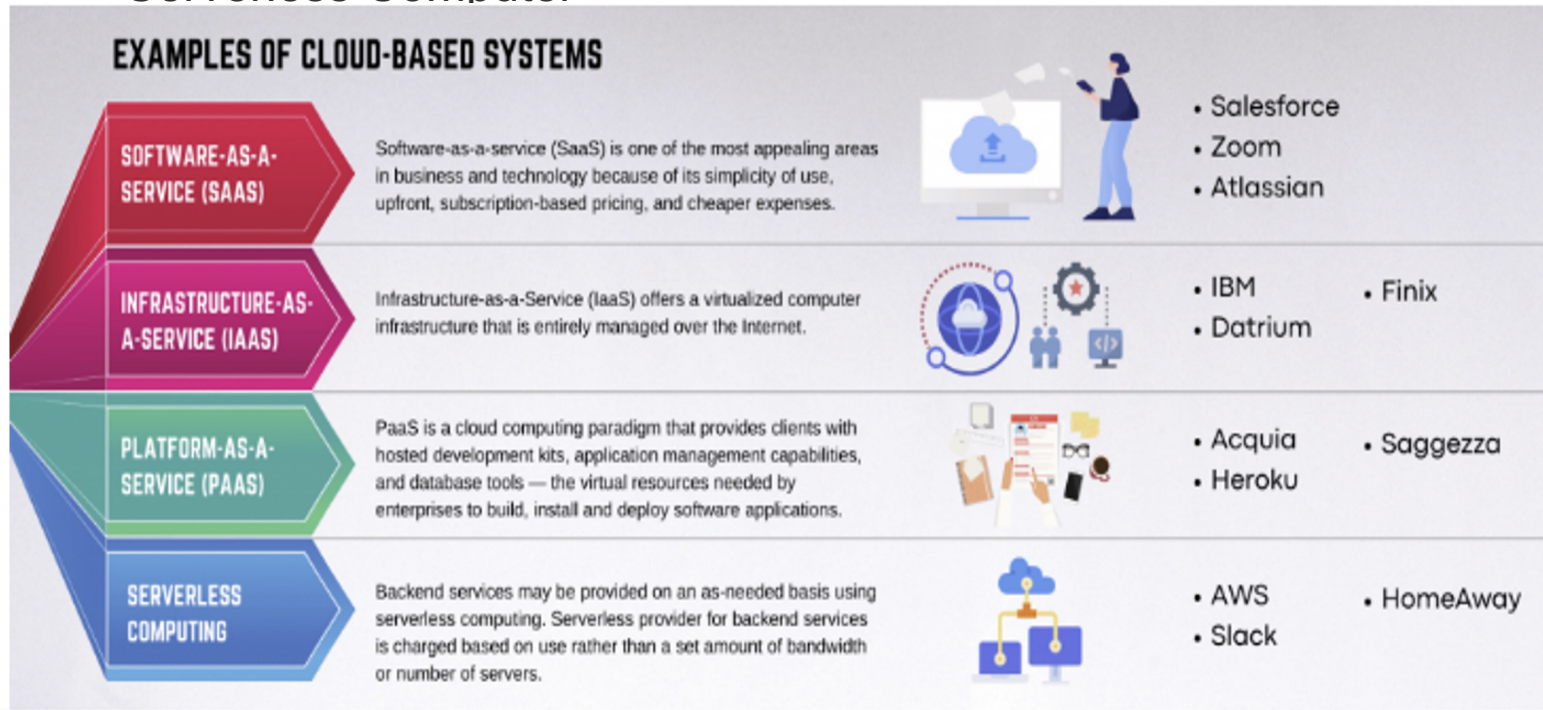 EXAMPLES OF CLOUD-BASED SYSTEMS
SOFTWARE-AS-A-
SERVICE (SAAS)
Software-as-a-service (SaaS) is one of the most appealing areas
in business and technology because of its simplicity of use,
upfront, subscription-based pricing, and cheaper expenses.
• Salesforce
• Zoom
• Atlassian
INFRASTRUCTURE-AS-
A-SERVICE (IAAS)
Infrastructure-as-a-Service (IaaS) offers a virtualized computer
infrastructure that is entirely managed over the Internet.
• IBM
• Datrium
• Finix
PLATFORM-AS-A-
SERVICE (PAAS)
PaaS is a cloud computing paradigm that provides clients with
hosted development kits, application management capabilities,
and database tools — the virtual resources needed by
enterprises to build, install and deploy software applications.
• Acquia
• Heroku
• Saggezza
SERVERLESS
COMPUTING
Backend services may be provided on an as-needed basis using
serverless computing. Serverless provider for backend services
is charged based on use rather than a set amount of bandwidth
or number of servers.
• AWS
• Slack
• HomeAway